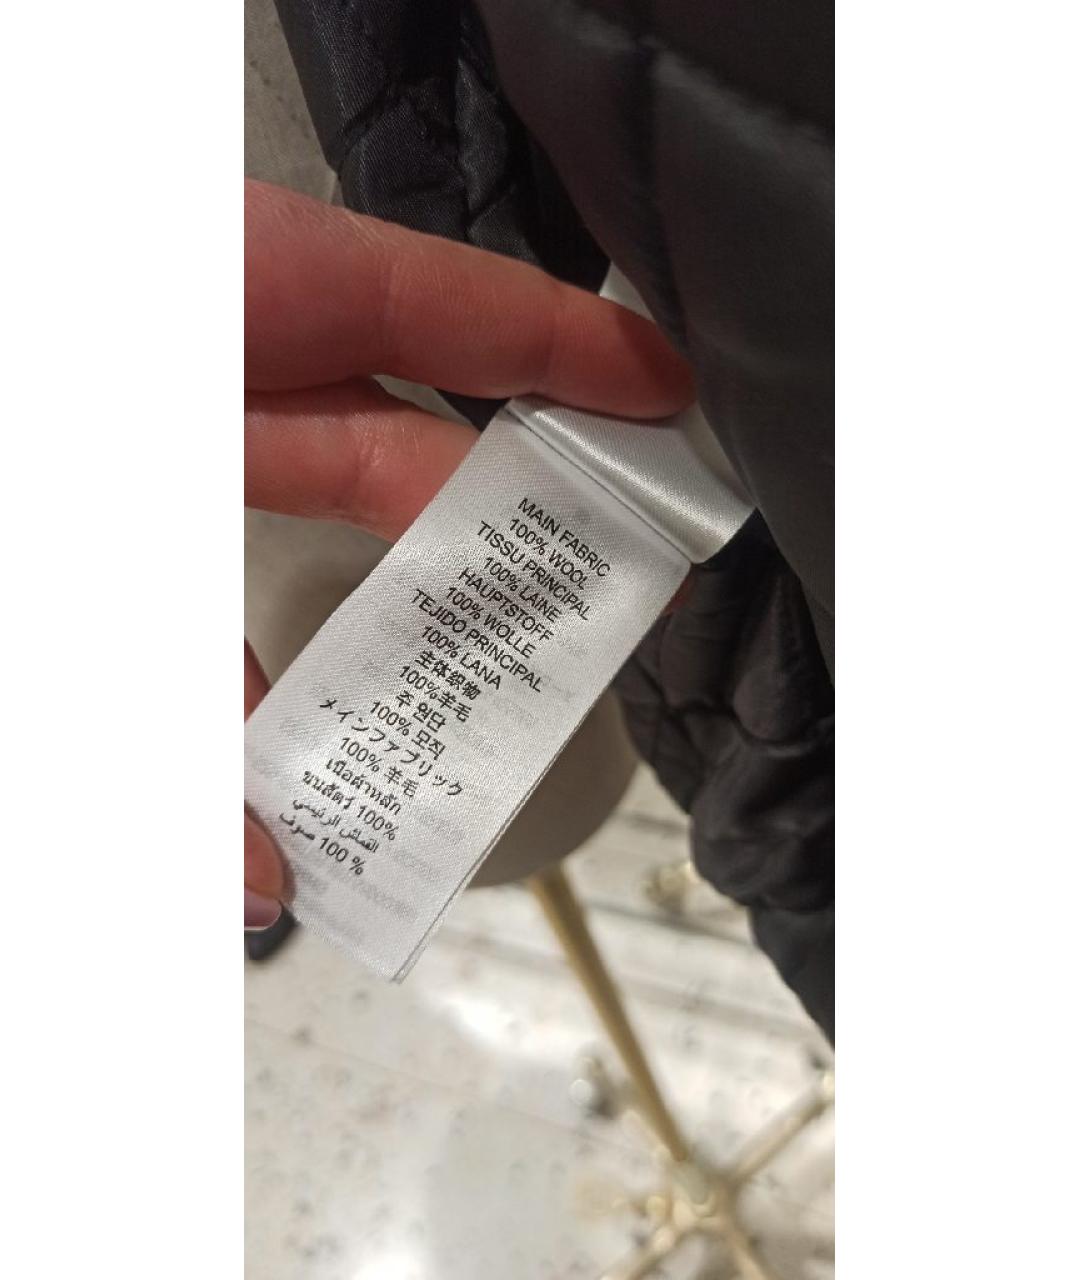 MAIN FABRIC
100% WOOL
TISSU PRINCIPAL
100% LAINE
HAUPTSTOFF
100% WOLLE
TEJIDO PRINCIPAL
100% LANA
主体织物
100%羊毛
주 원단
100% 모직
メインファブリック
100% 羊毛
เนื้อผ้าหลัก
ขนสัตว์ 100%
القماش الرئيسي
% 100 صوف